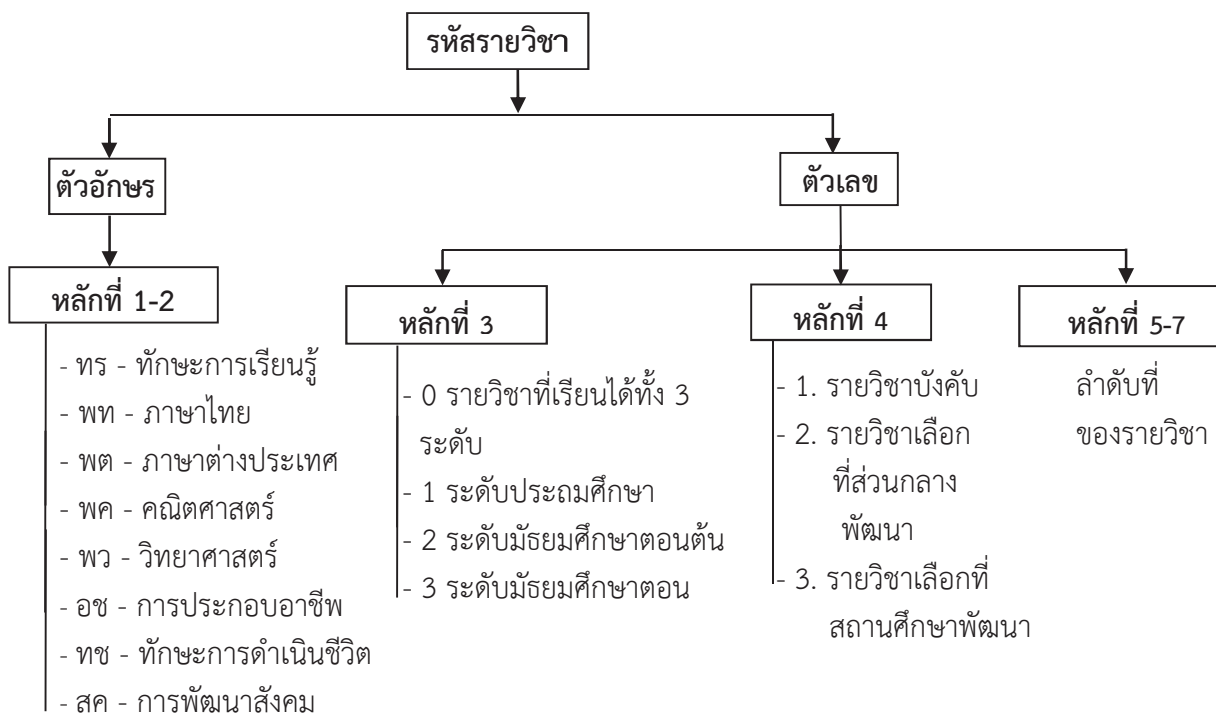 รหัสรายวิชา
ตัวอักษร
ตัวเลข
หลักที่ 1-2
หลักที่ 3
หลักที่ 4
หลักที่ 5-7
- ทร - ทักษะการเรียนรู้
- พท - ภาษาไทย
- พต - ภาษาต่างประเทศ
- พค - คณิตศาสตร์
- พว - วิทยาศาสตร์
- อช - การประกอบอาชีพ
- ทช - ทักษะการดำเนินชีวิต
- สค - การพัฒนาสังคม
- 0 รายวิชาที่เรียนได้ทั้ง 3
ระดับ
- 1 ระดับประถมศึกษา
- 2 ระดับมัธยมศึกษาตอนต้น
- 3 ระดับมัธยมศึกษาตอน
- 1. รายวิชาบังคับ
- 2. รายวิชาเลือก
ที่ส่วนกลาง
พัฒนา
- 3. รายวิชาเลือกที่
สถานศึกษาพัฒนา
ลำดับที่
ของรายวิชา